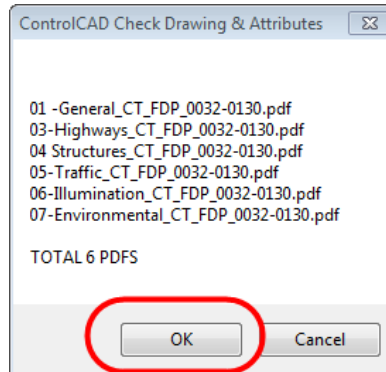 ControlCAD Check Drawing & Attributes
01 -General_CT_FDP_0032-0130.pdf
03-Highways_CT_FDP_0032-0130.pdf
04 Structures_CT_FDP_0032-0130.pdf
05-Traffic_CT_FDP_0032-0130.pdf
06-Illumination_CT_FDP_0032-0130.pdf
07-Environmental_CT_FDP_0032-0130.pdf
TOTAL 6 PDFS
OK Cancel